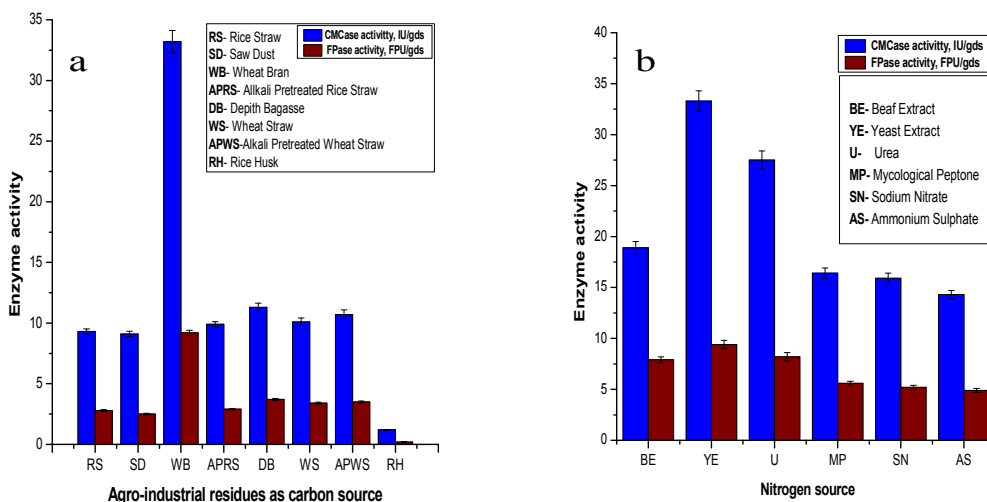 a
RS- Rice Straw
SD- Saw Dust
WB- Wheat Bran
APRS- Allkali Pretreated Rice Straw
DB- Depith Bagasse
WS- Wheat Straw
APWS-Alkali Pretreated Wheat Straw
RH- Rice Husk
CMCase activity, IU/gds
FPase activity, FPU/gds
Enzyme activity
35
30
25
20
15
10
5
0
RS SD WB APRS DB WS APWS RH
Agro-industrial residues as carbon source
b
CMCase activitty, IU/gds
FPase activity, FPU/gds
BE- Beaf Extract
YE- Yeast Extract
U- Urea
MP- Mycological Peptone
SN- Sodium Nitrate
AS- Ammonium Sulphate
Enzyme activity
40
35
30
25
20
15
10
5
0
BE YE U MP SN AS
Nitrogen source